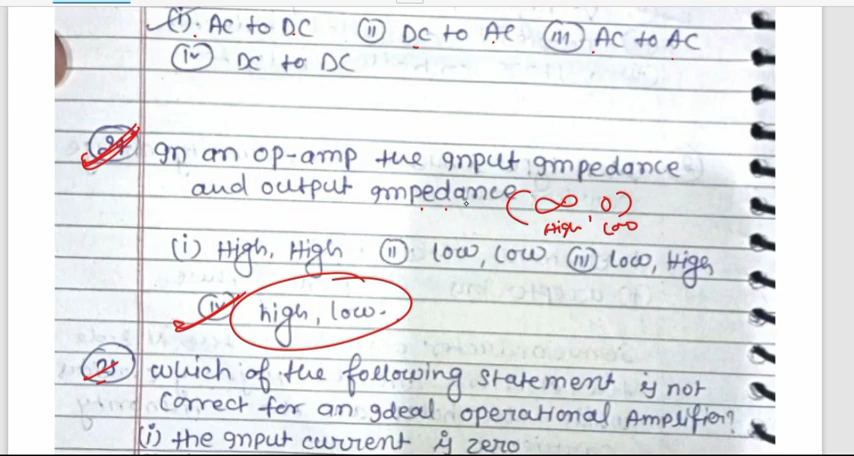 (i). AC to DC (ii) DC to AC (iii) AC to AC
(iv) DC to DC
In an op-amp the input impedance
and output impedance (∞, 0)
High Low
(i) High, High (ii) Low, Low (iii) Low, High
(iv) high, low.
which of the following statement is not
Correct for an ideal operational Amplifier?
(i) the input current is zero